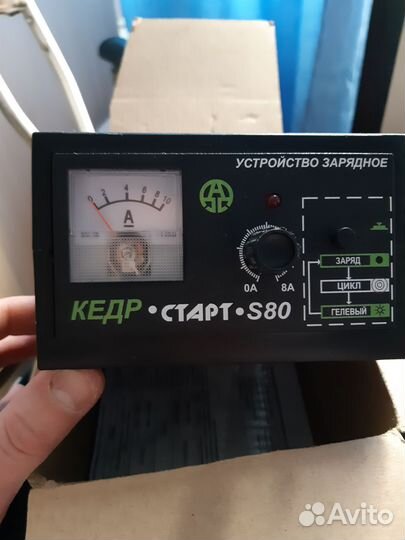 УСТРОЙСТВО ЗАРЯДНОЕ
0 2 4 6 8 10
A
0А 8А
ЗАРЯД
ЦИКЛ
ГЕЛЕВЫЙ
КЕДР • СТАРТ • S80
Avito